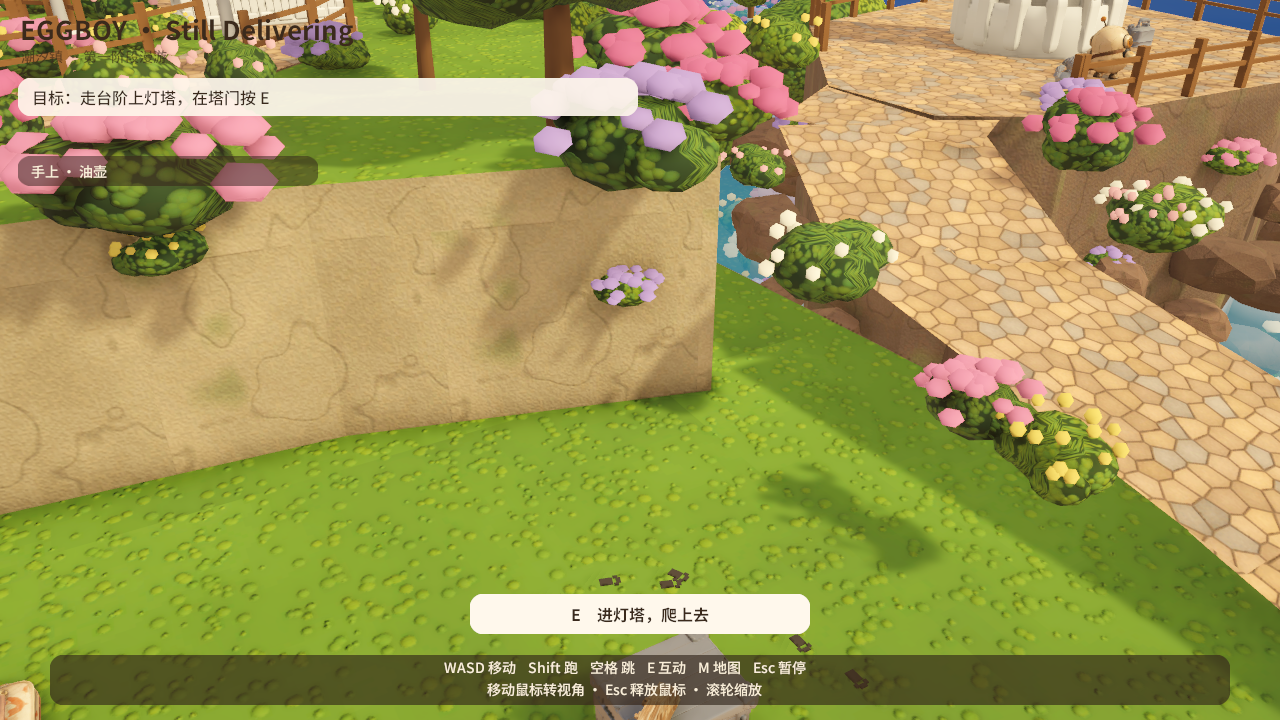 EGGBOY · Still Delivering
目标：走台阶上灯塔，在塔门按 E
手上 · 油壶
E 进灯塔，爬上去
WASD 移动 Shift 跑 空格 跳 E 互动 M 地图 Esc 暂停
移动鼠标转视角 · Esc 释放鼠标 · 滚轮缩放